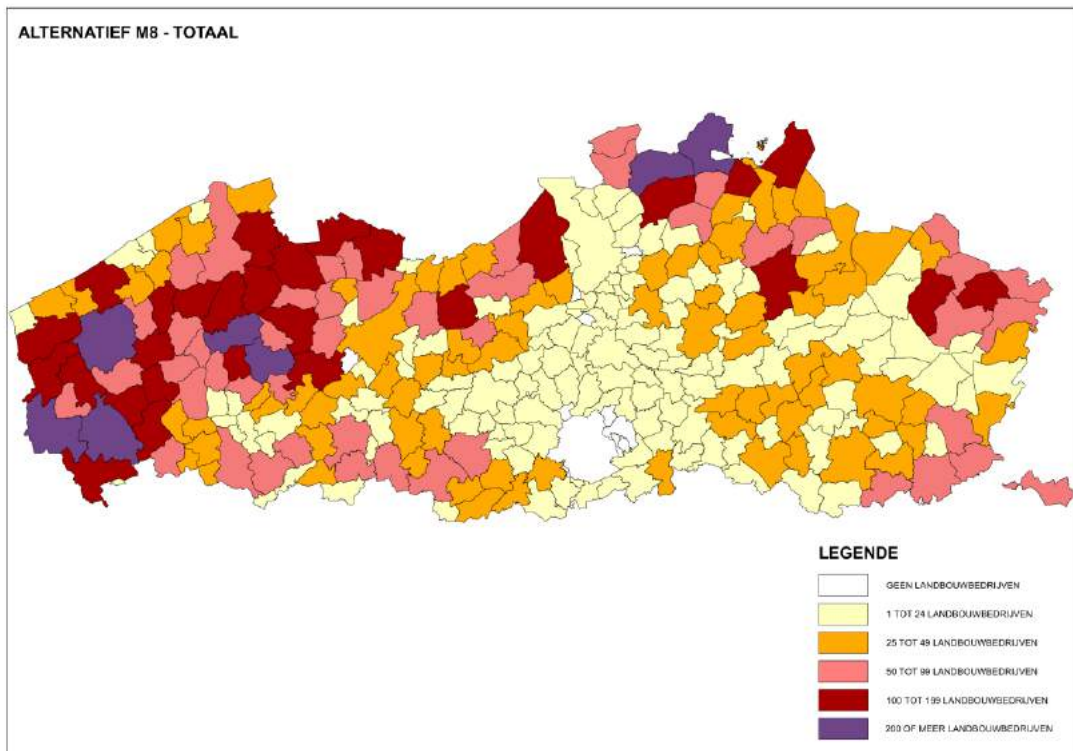 ALTERNATIEF M8 - TOTAAL
LEGENDE
GEEN LANDBOUWBEDRIJVEN
1 TOT 24 LANDBOUWBEDRIJVEN
25 TOT 49 LANDBOUWBEDRIJVEN
50 TOT 99 LANDBOUWBEDRIJVEN
100 TOT 199 LANDBOUWBEDRIJVEN
200 OF MEER LANDBOUWBEDRIJVEN